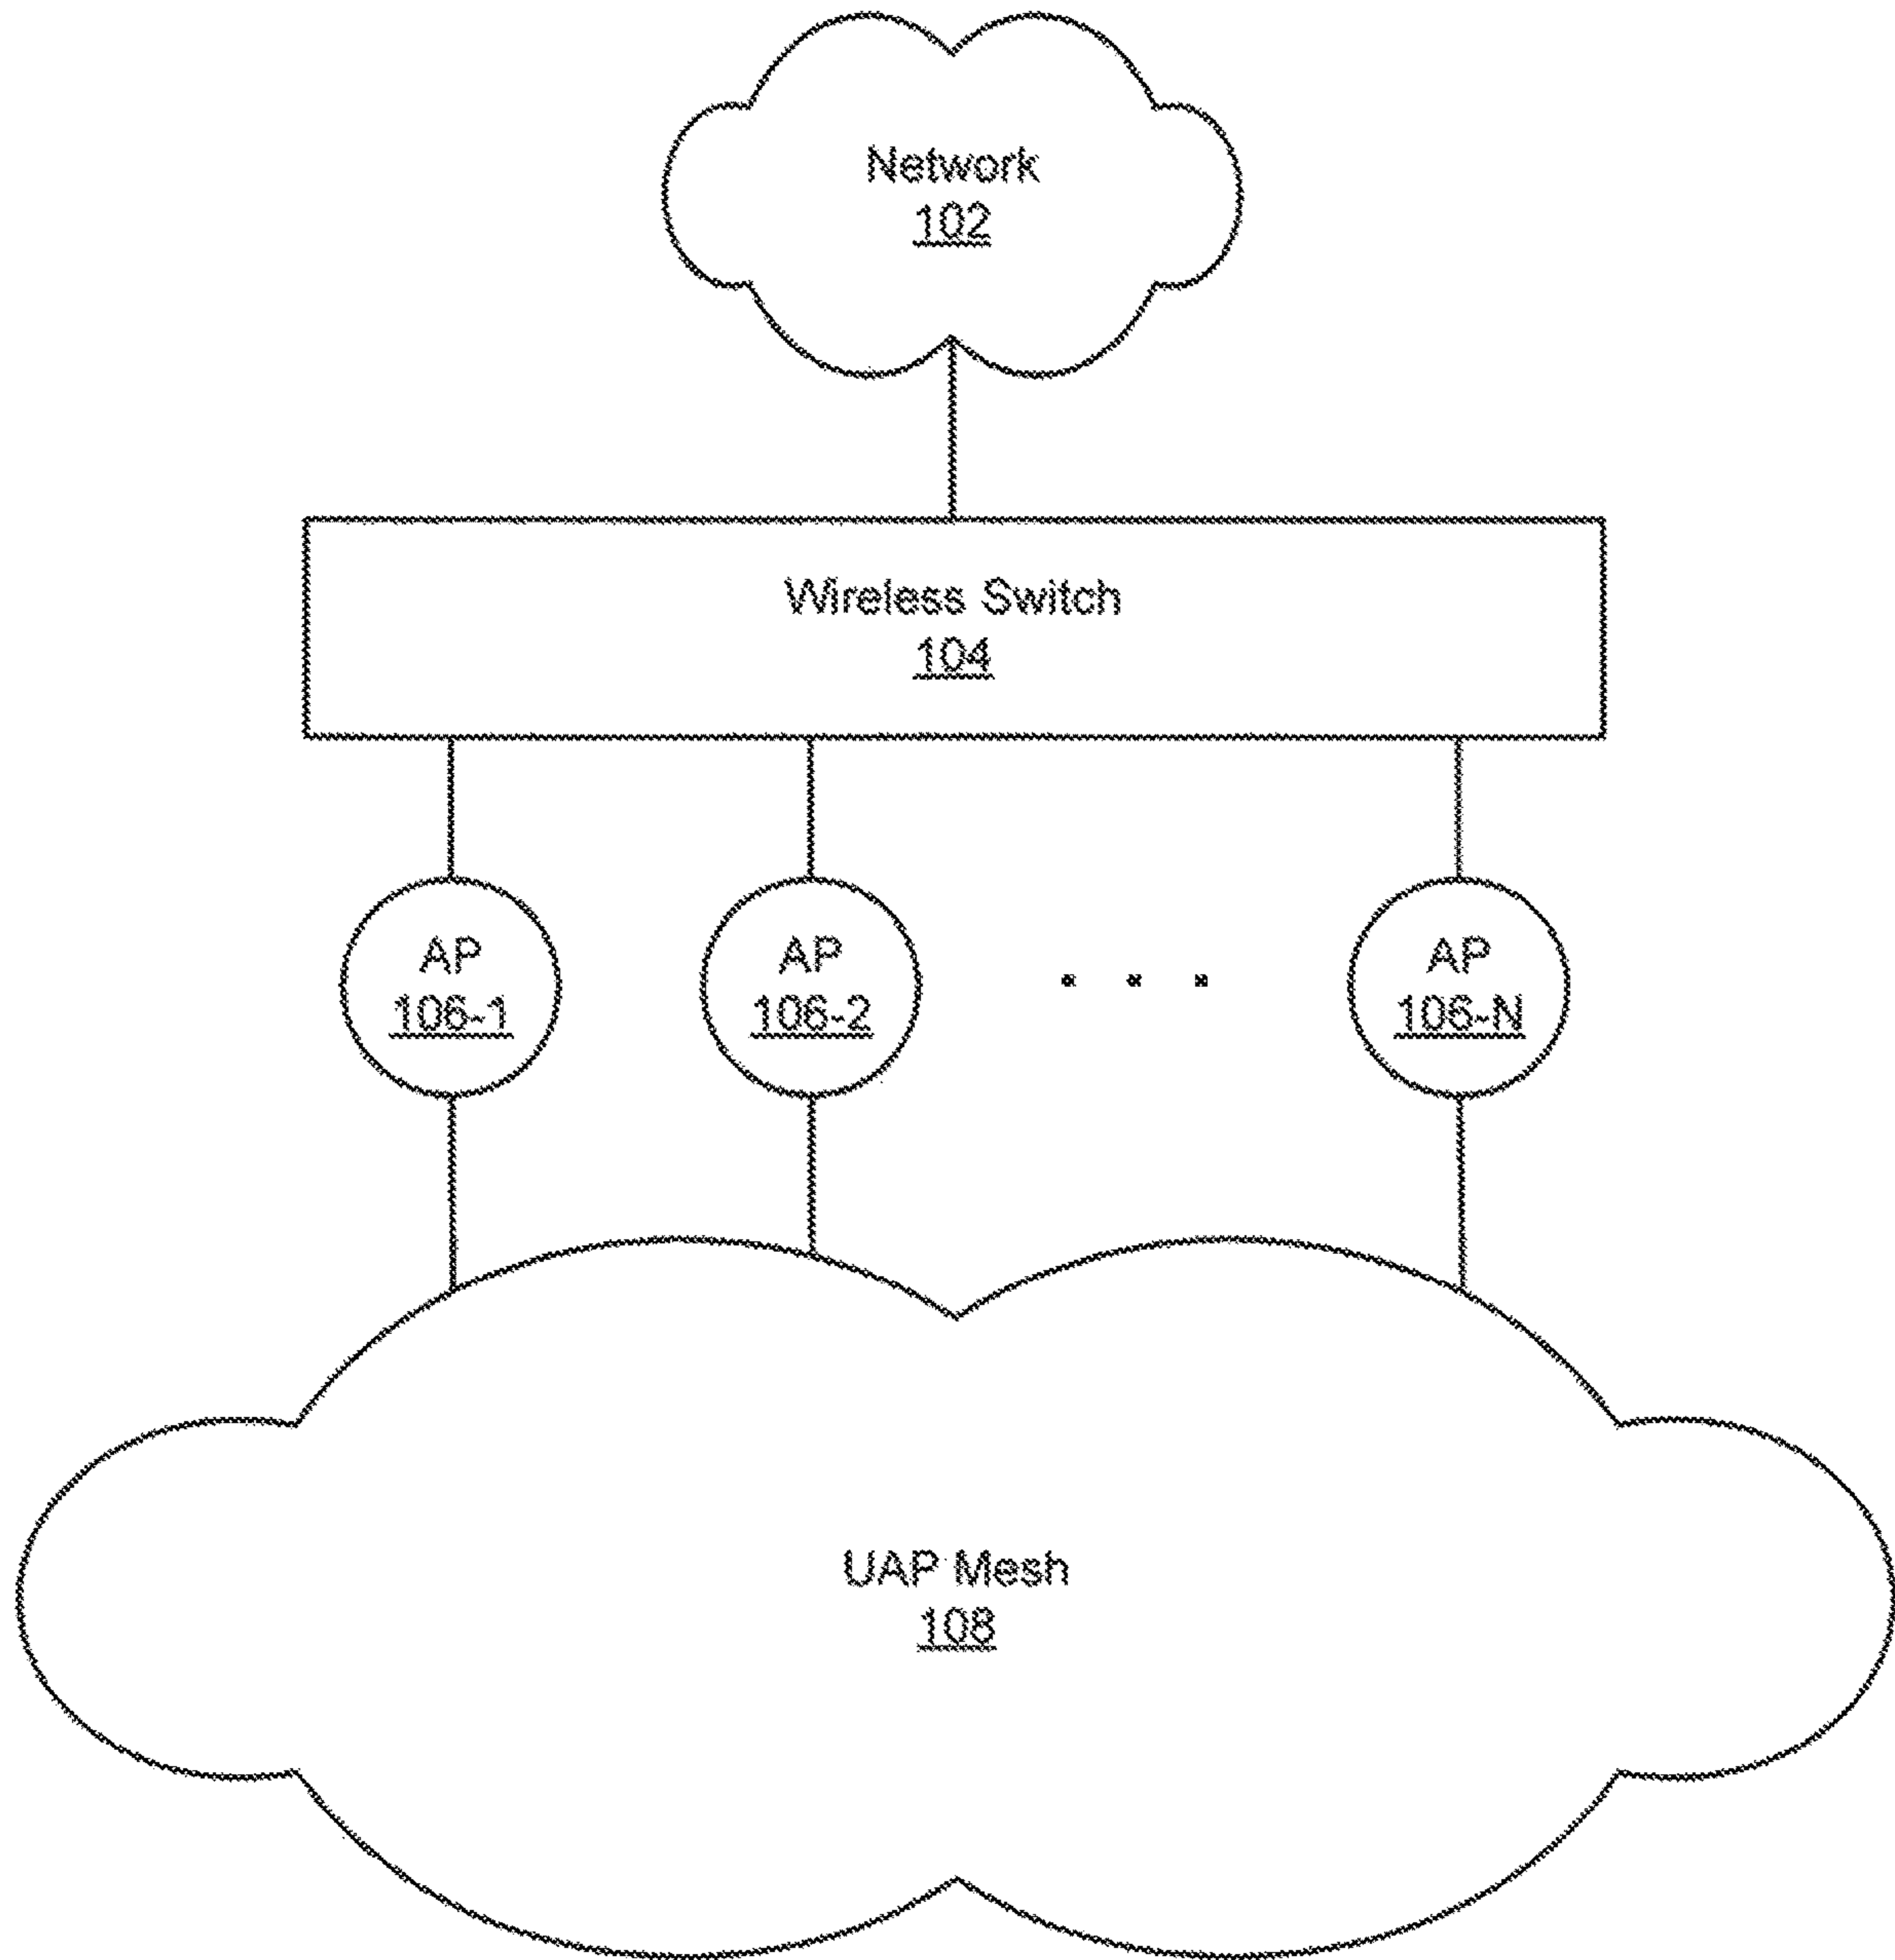 Network
102
Wireless Switch
104
AP
106-1
AP
106-2
. . .
AP
106-N
UAP Mesh
108